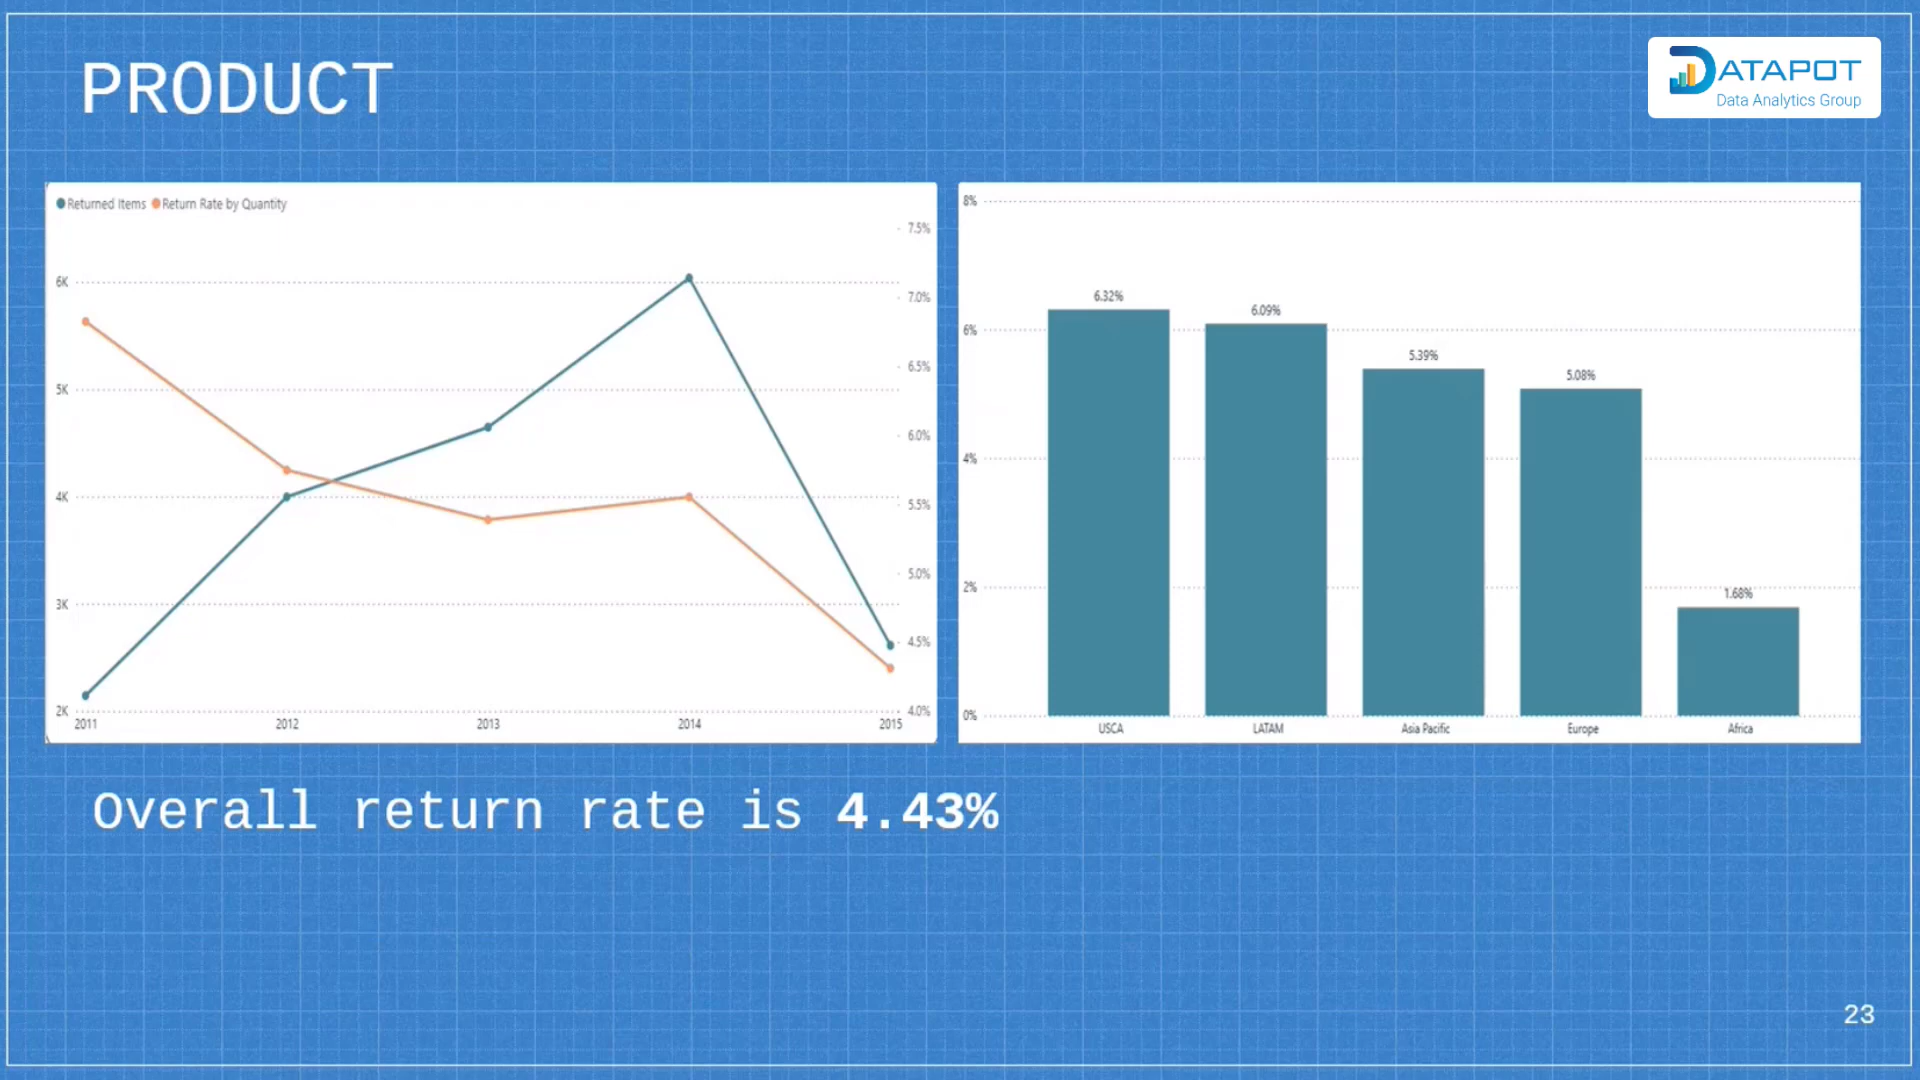 PRODUCT
DATAPOT
Data Analytics Group
Returned Items Return Rate by Quantity
7.5%
6K
7.0%
6.5%
5K
6.0%
4K
5.5%
5.0%
3K
4.5%
2K
4.0%
2011 2012 2013 2014 2015
8%
6.32%
6.09%
6%
5.39%
5.08%
4%
2%
1.68%
0%
USCA LATAM Asia Pacific Europe Africa
Overall return rate is 4.43%
23